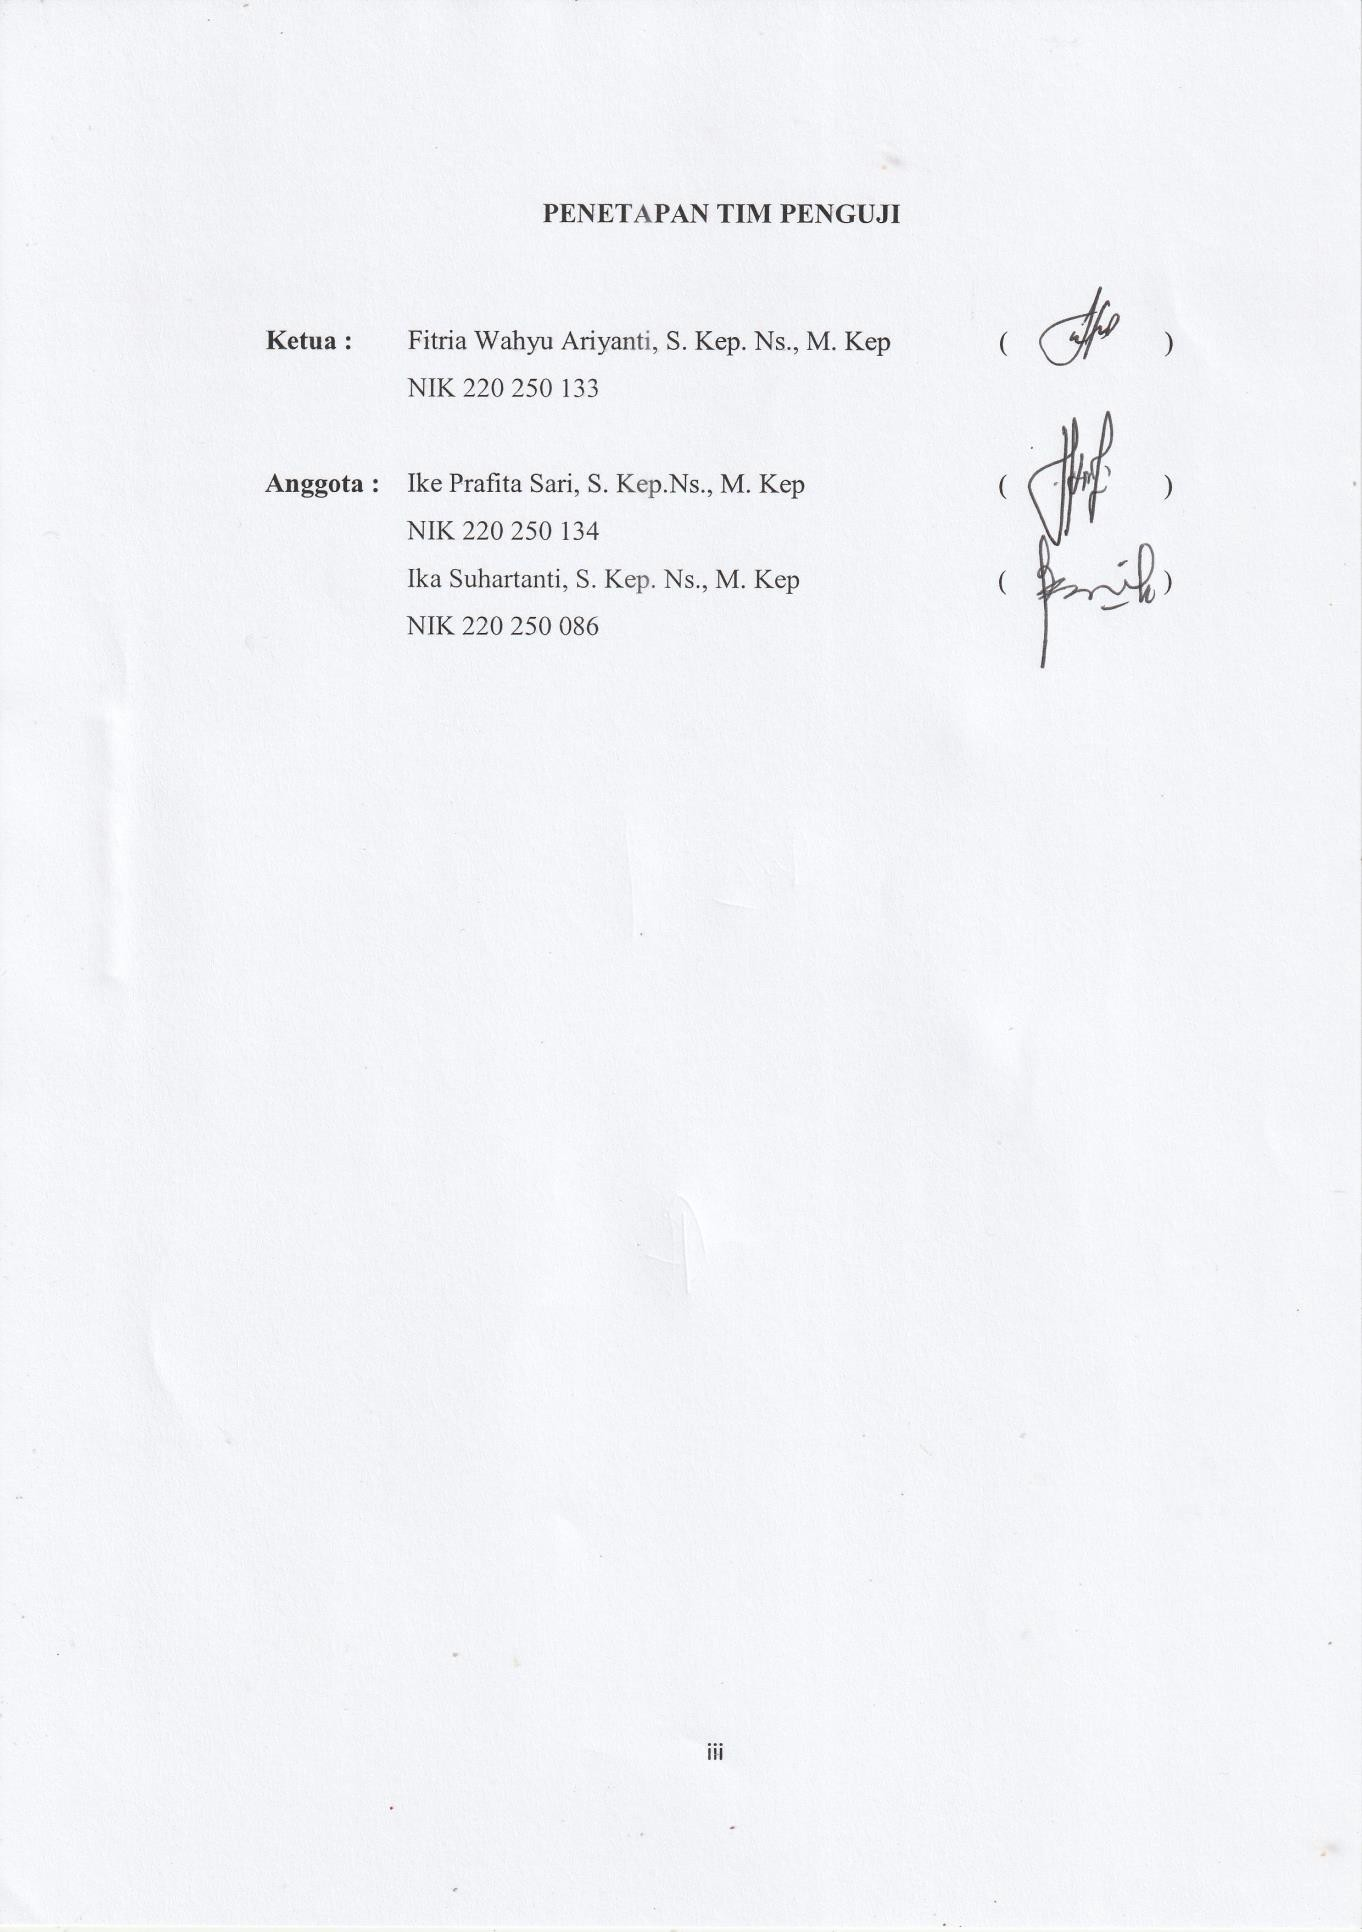 PENETAPAN TIM PENGUJI
Ketua : Fitria Wahyu Ariyanti, S. Kep. Ns., M. Kep ( )
NIK 220 250 133
Anggota : Ike Prafita Sari, S. Kep.Ns., M. Kep ( )
NIK 220 250 134
Ika Suhartanti, S. Kep. Ns., M. Kep ( )
NIK 220 250 086
iii